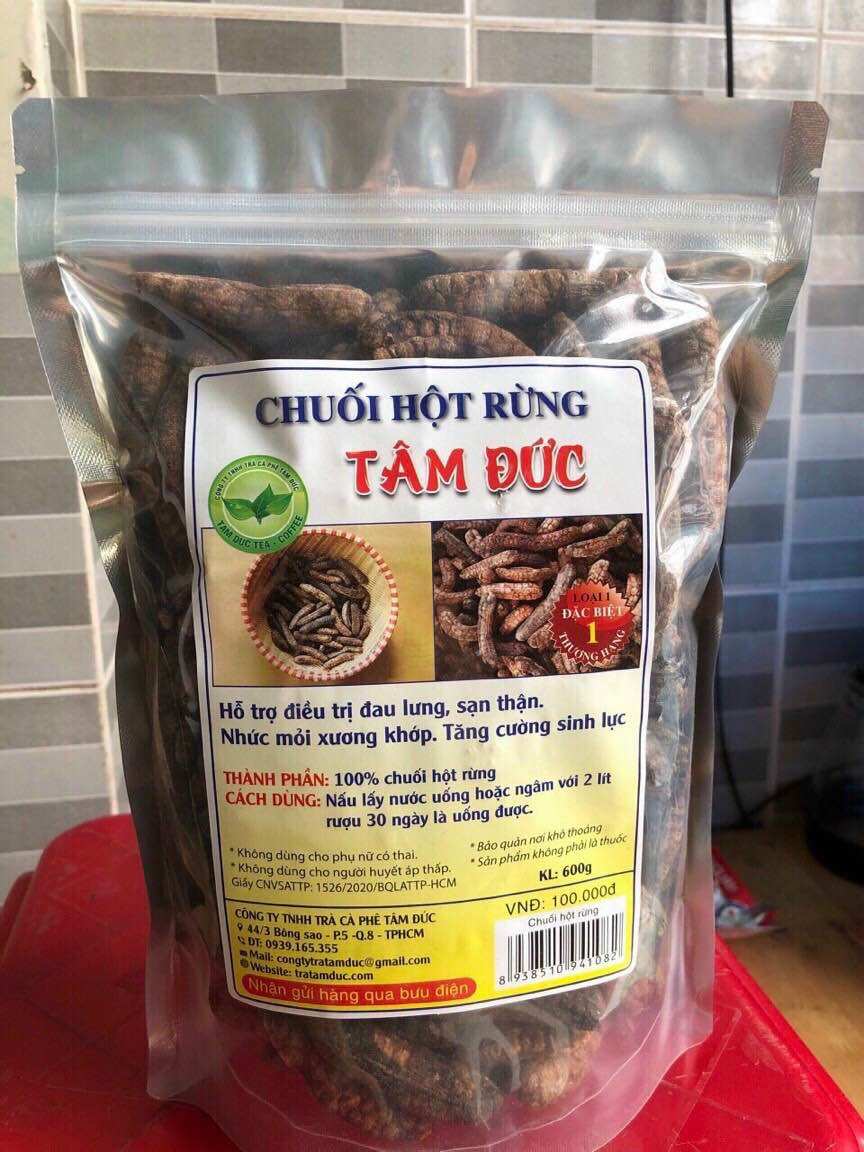 CHUỐI HỘT RỪNG
TÂM ĐỨC
CÔNG TY TNHH TRÀ CÀ PHÊ TÂM ĐỨC
TAM DUC TEA - COFFEE
LOẠI 1
ĐẶC BIỆT
1
THƯỢNG HẠNG
Hỗ trợ điều trị đau lưng, sạn thận.
Nhức mỏi xương khớp. Tăng cường sinh lực
THÀNH PHẦN: 100% chuối hột rừng
CÁCH DÙNG: Nấu lấy nước uống hoặc ngâm với 2 lít
rượu 30 ngày là uống được.
* Không dùng cho phụ nữ có thai.
* Không dùng cho người huyết áp thấp.
Giấy CNVSATTP: 1526/2020/BQLATTP-HCM
* Bảo quản nơi khô thoáng
* Sản phẩm không phải là thuốc
KL: 600g
CÔNG TY TNHH TRÀ CÀ PHÊ TÂM ĐỨC
44/3 Bông sao - P.5 -Q.8 - TPHCM
ĐT: 0939.165.355
Mail: congtytratamduc@gmail.com
Website: tratamduc.com
Nhận gửi hàng qua bưu điện
VNĐ: 100.000đ
Chuối hột rừng
8 938510 941082